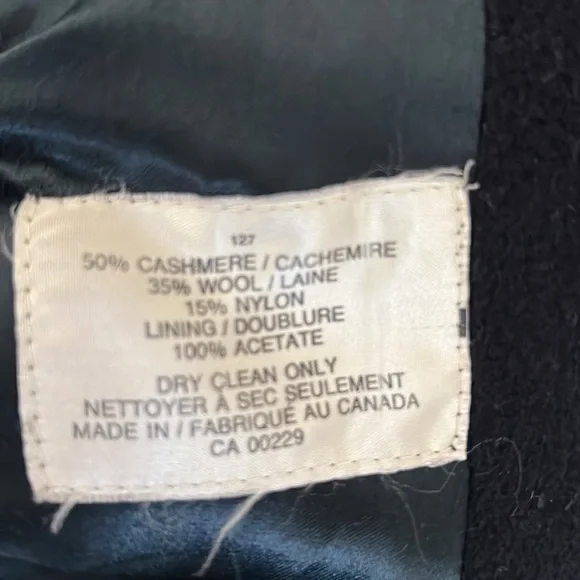 127
50% CASHMERE / CACHEMIRE
35% WOOL / LAINE
15% NYLON
LINING / DOUBLURE
100% ACETATE
DRY CLEAN ONLY
NETTOYER À SEC SEULEMENT
MADE IN / FABRIQUÉ AU CANADA
CA 00229